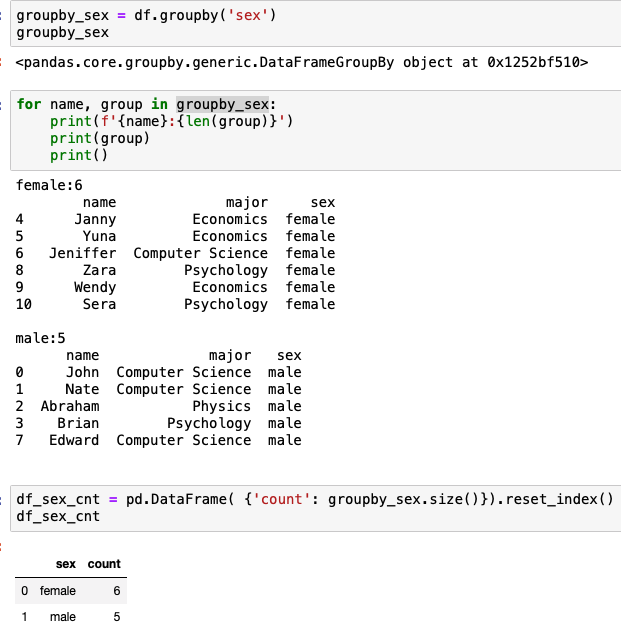 groupby_sex = df.groupby('sex')
groupby_sex
<pandas.core.groupby.generic.DataFrameGroupBy object at 0x1252bf510>
for name, group in groupby_sex:
    print(f'{name}:{len(group)}')
    print(group)
    print()
female:6
        name             major     sex
4      Janny         Economics  female
5       Yuna         Economics  female
6   Jeniffer  Computer Science  female
8       Zara        Psychology  female
9      Wendy         Economics  female
10      Sera        Psychology  female
male:5
      name             major   sex
0     John  Computer Science  male
1     Nate  Computer Science  male
2  Abraham           Physics  male
3    Brian        Psychology  male
7   Edward  Computer Science  male
df_sex_cnt = pd.DataFrame( {'count': groupby_sex.size()}).reset_index()
df_sex_cnt
sex count
0 female 6
1 male 5